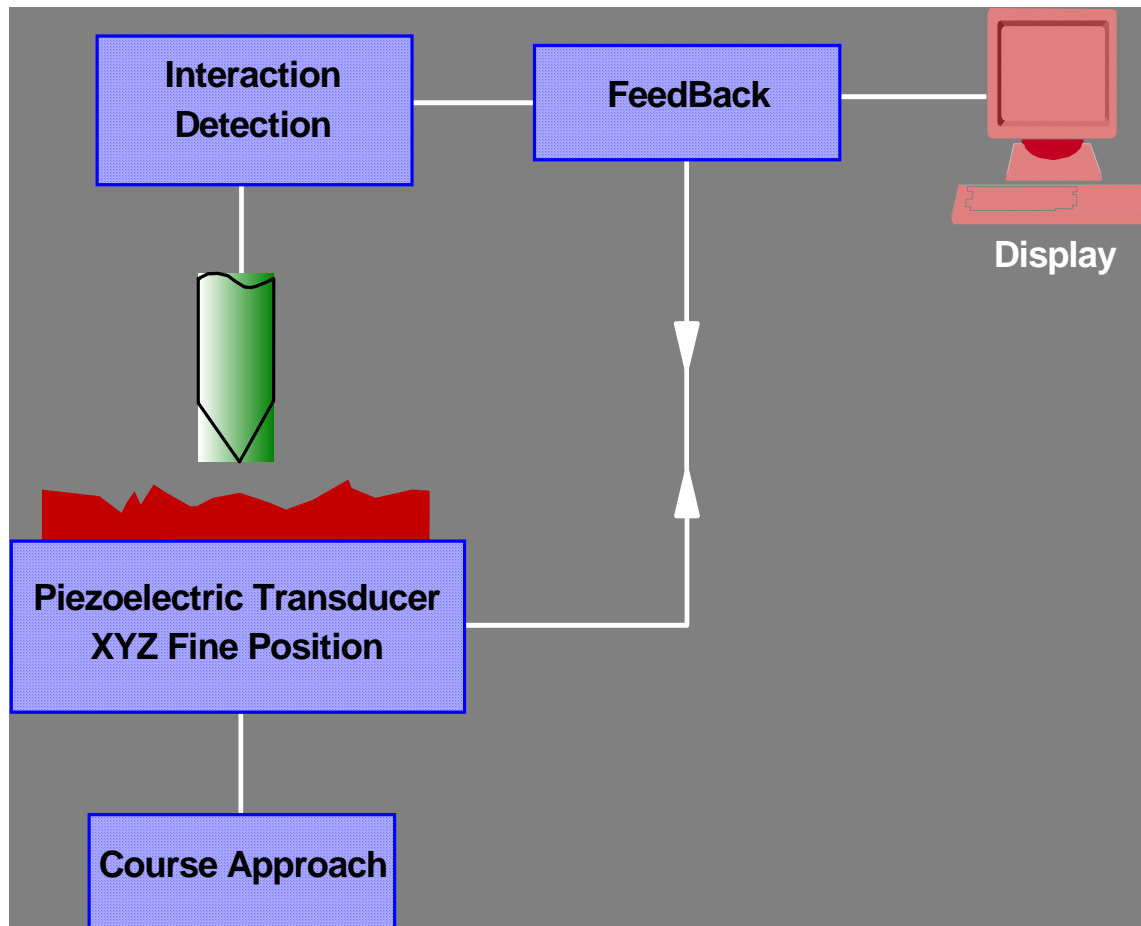 Interaction
Detection
FeedBack
Display
Piezoelectric Transducer
XYZ Fine Position
Course Approach